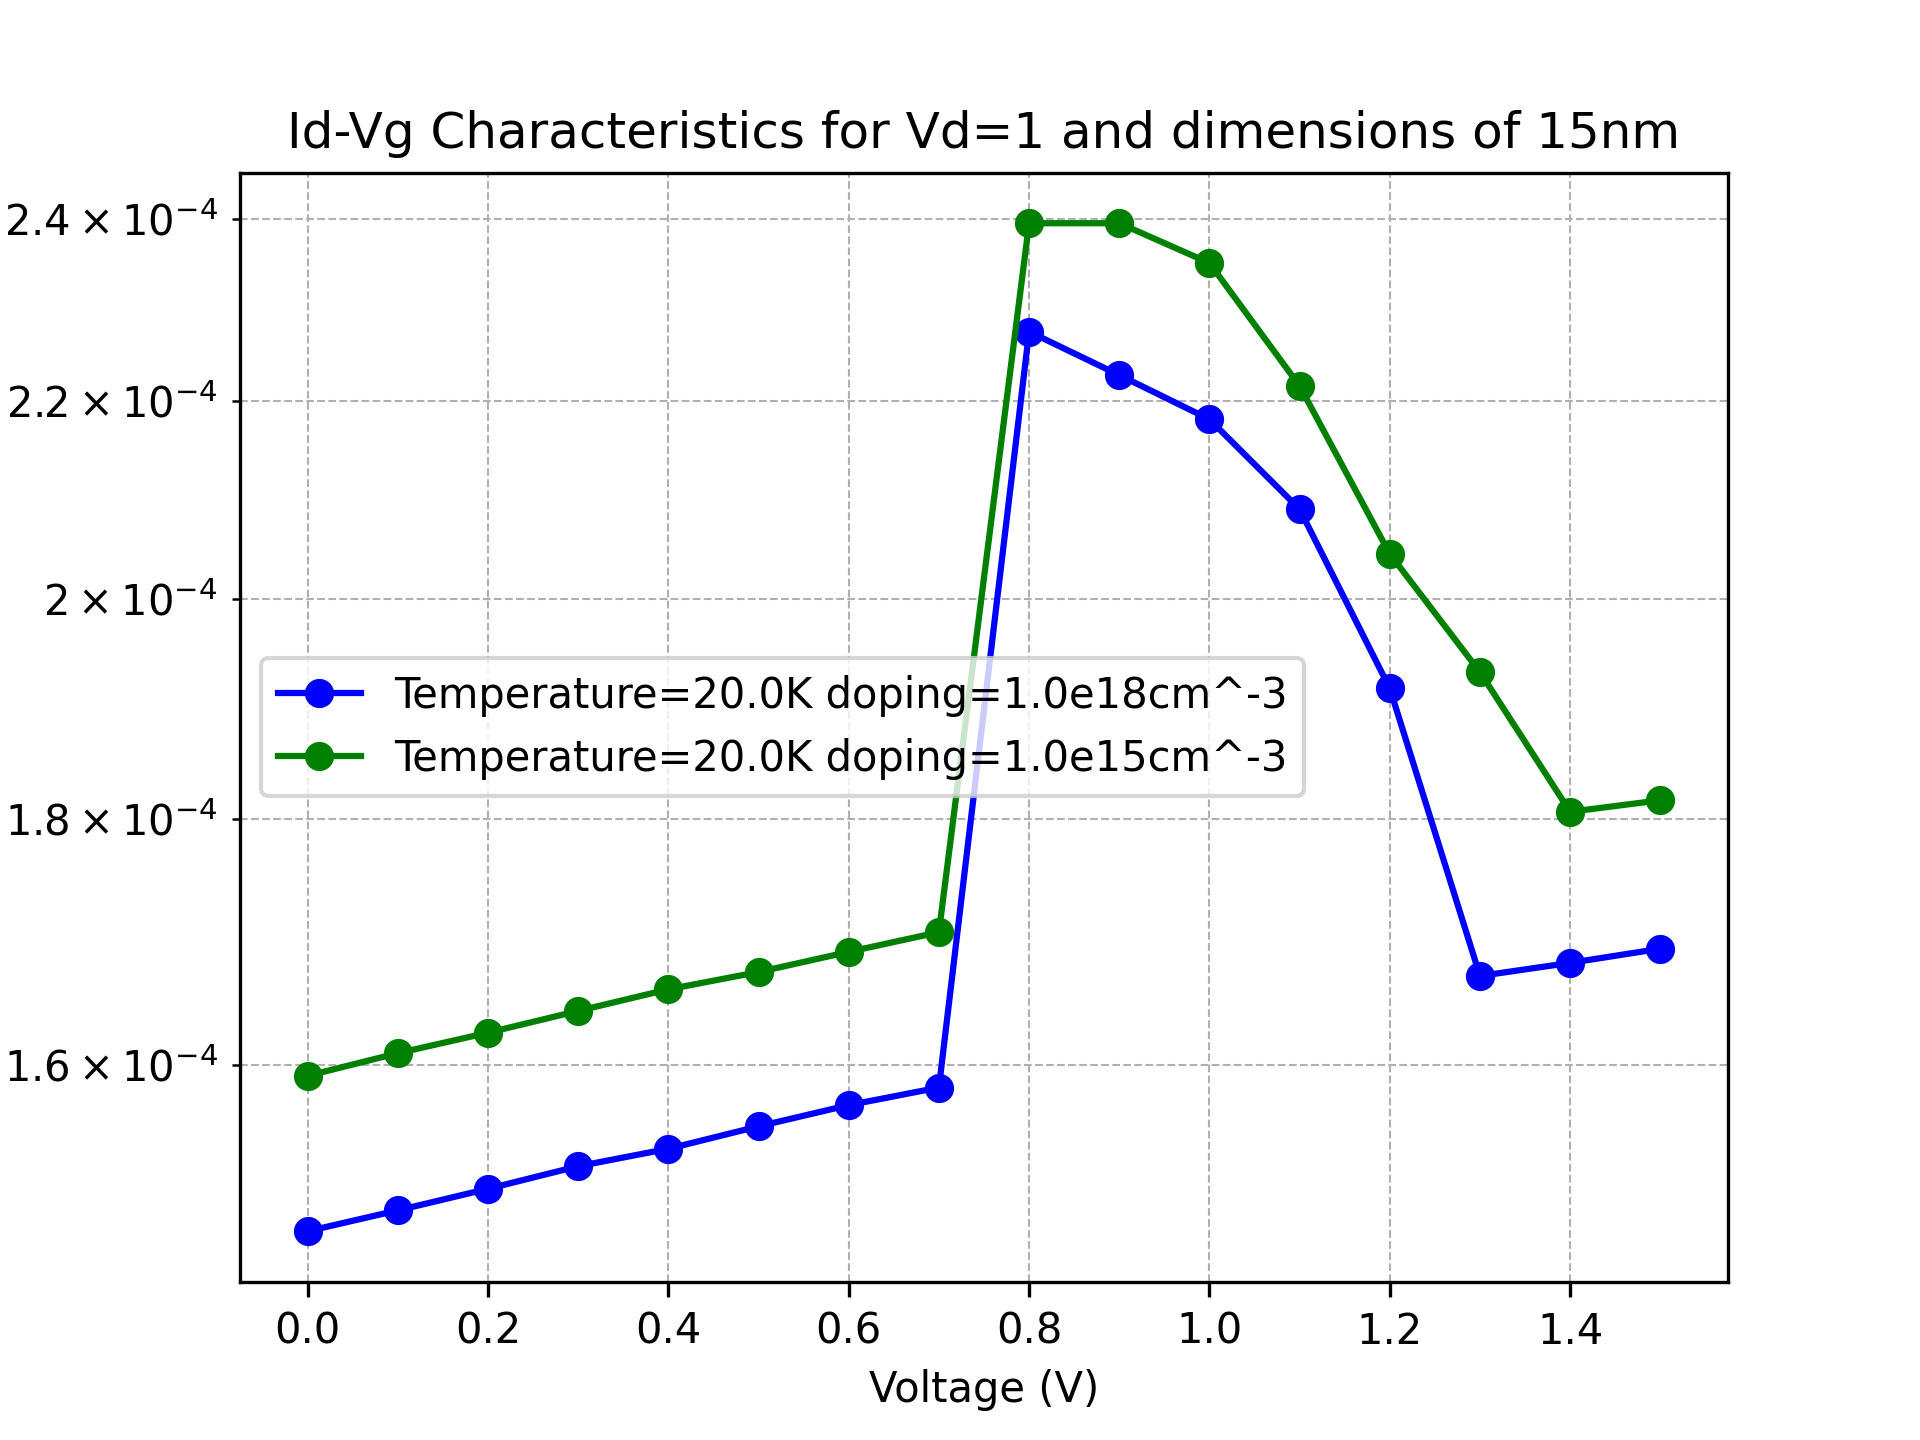 Id-Vg Characteristics for Vd=1 and dimensions of 15nm
2.4 × 10⁻⁴
2.2 × 10⁻⁴
2 × 10⁻⁴
1.8 × 10⁻⁴
1.6 × 10⁻⁴
Temperature=20.0K doping=1.0e18cm^-3
Temperature=20.0K doping=1.0e15cm^-3
0.0 0.2 0.4 0.6 0.8 1.0 1.2 1.4
Voltage (V)